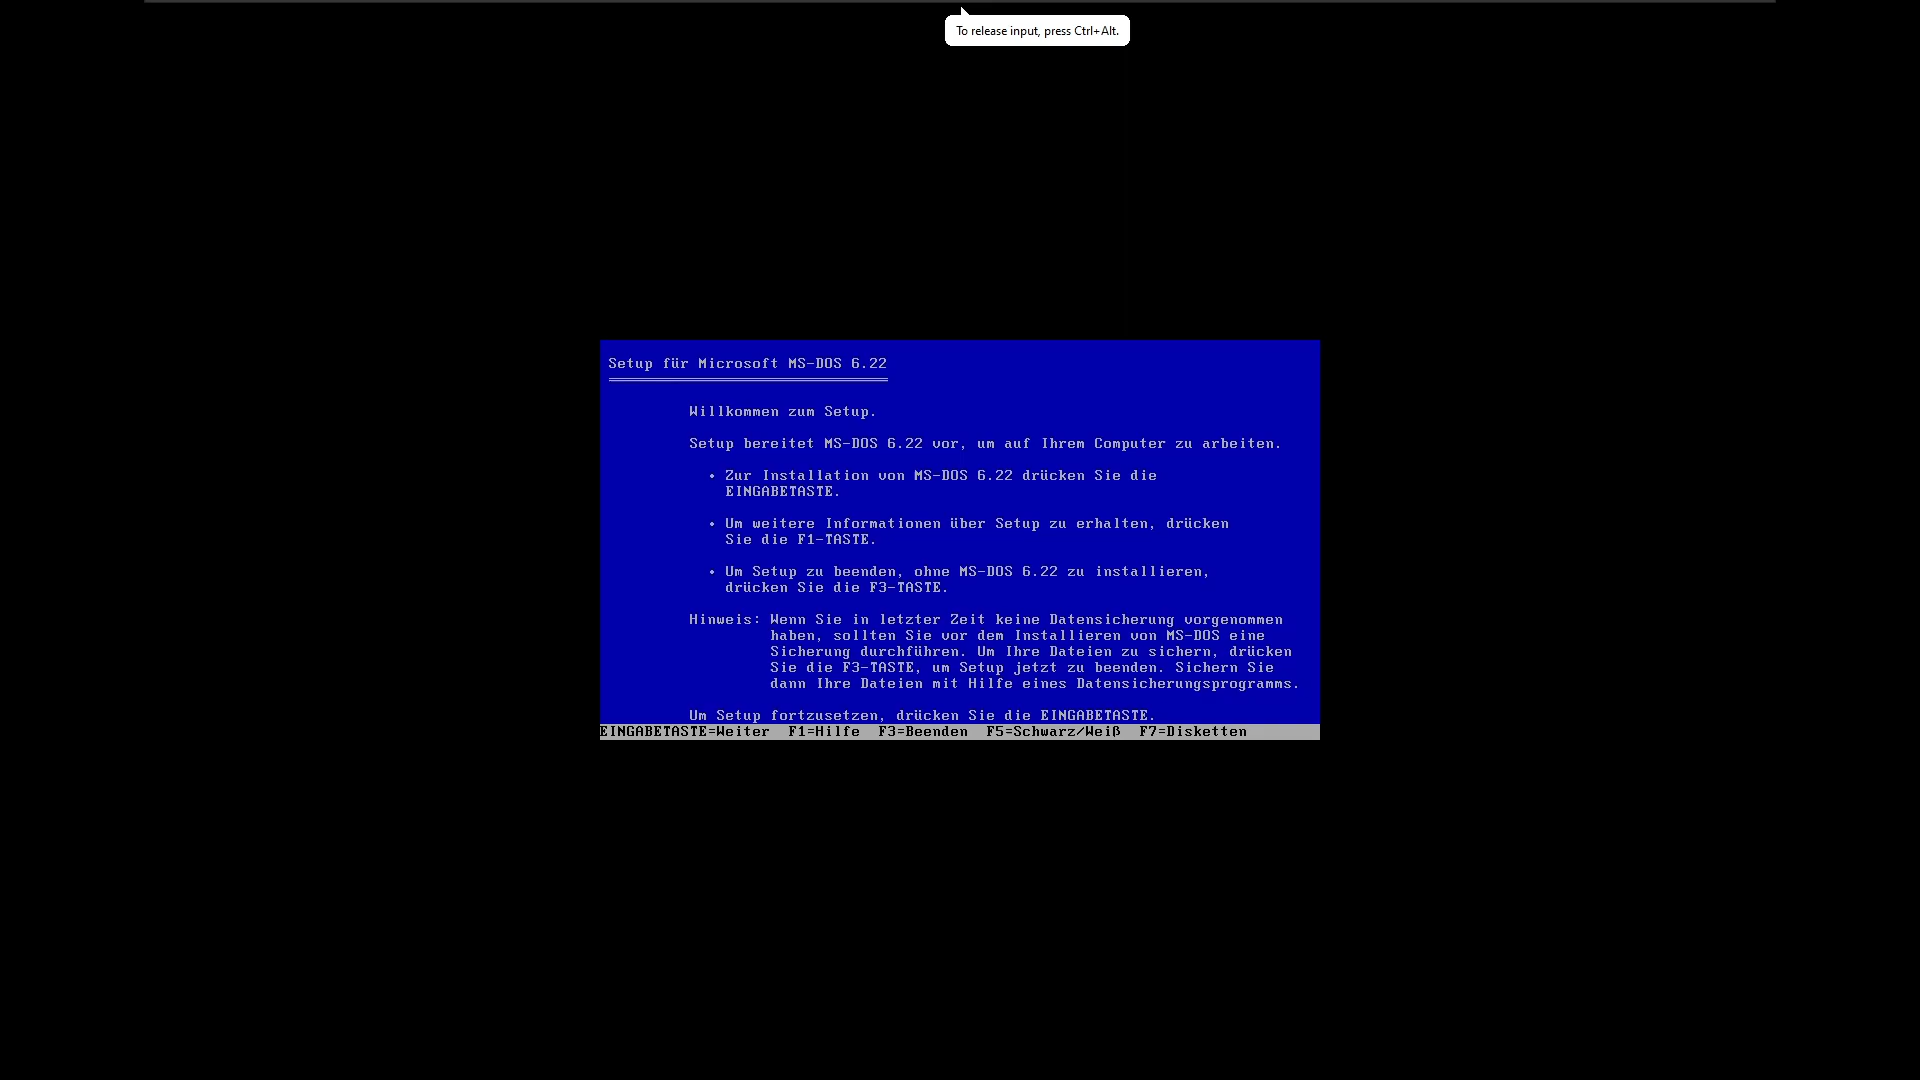 To release input, press Ctrl+Alt.
Setup für Microsoft MS-DOS 6.22
Willkommen zum Setup.
Setup bereitet MS-DOS 6.22 vor, um auf Ihrem Computer zu arbeiten.
• Zur Installation von MS-DOS 6.22 drücken Sie die
EINGABETASTE.
• Um weitere Informationen über Setup zu erhalten, drücken
Sie die F1-TASTE.
• Um Setup zu beenden, ohne MS-DOS 6.22 zu installieren,
drücken Sie die F3-TASTE.
Hinweis: Wenn Sie in letzter Zeit keine Datensicherung vorgenommen
haben, sollten Sie vor dem Installieren von MS-DOS eine
Sicherung durchführen. Um Ihre Dateien zu sichern, drücken
Sie die F3-TASTE, um Setup jetzt zu beenden. Sichern Sie
dann Ihre Dateien mit Hilfe eines Datensicherungsprogramms.
Um Setup fortzusetzen, drücken Sie die EINGABETASTE.
EINGABETASTE=Weiter  F1=Hilfe  F3=Beenden  F5=Schwarz/Weiß  F7=Disketten